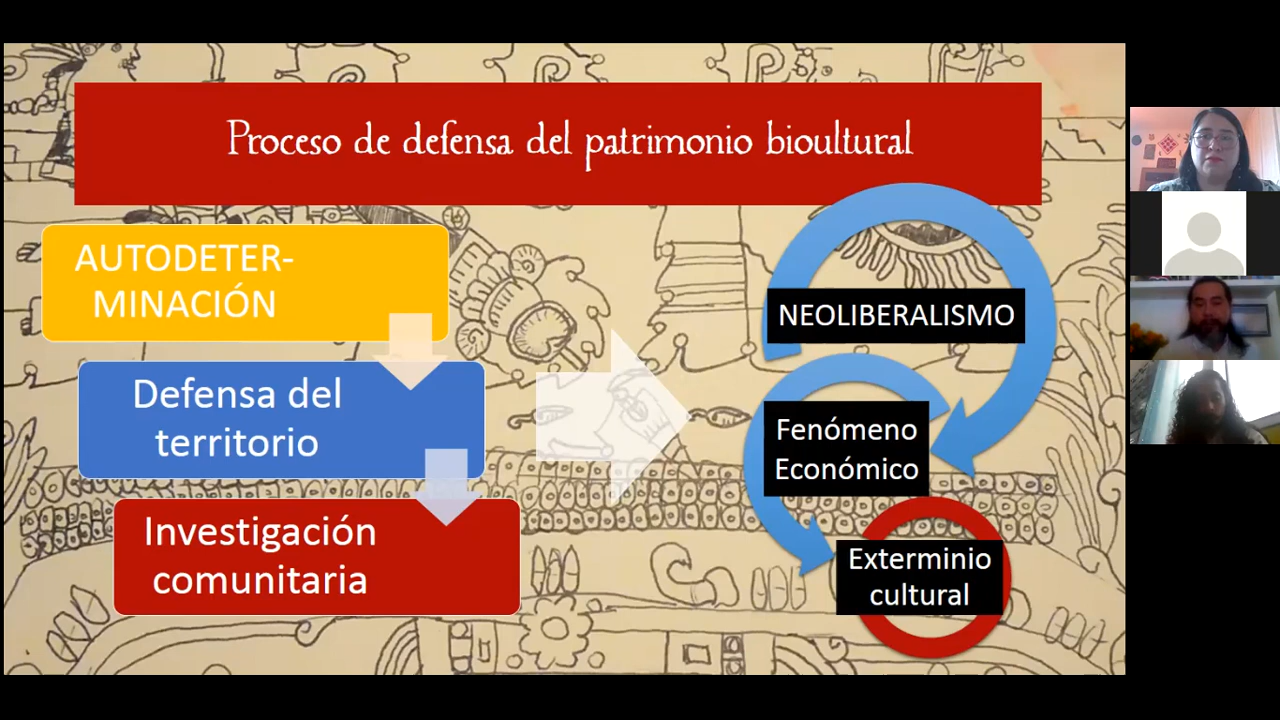 Proceso de defensa del patrimonio bioultural
AUTODETER-
MINACIÓN
Defensa del
territorio
Investigación
comunitaria
NEOLIBERALISMO
Fenómeno
Económico
Exterminio
cultural